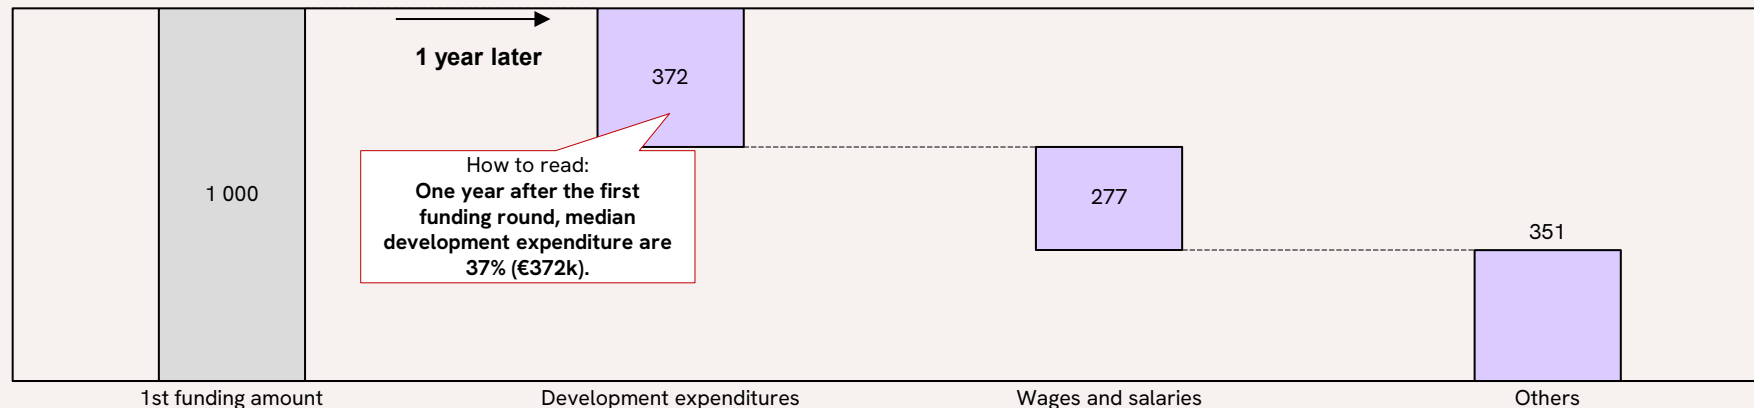 1 year later
372
How to read:
One year after the first
funding round, median
development expenditure are
37% (€372k).
1 000
277
351
1st funding amount
Development expenditures
Wages and salaries
Others